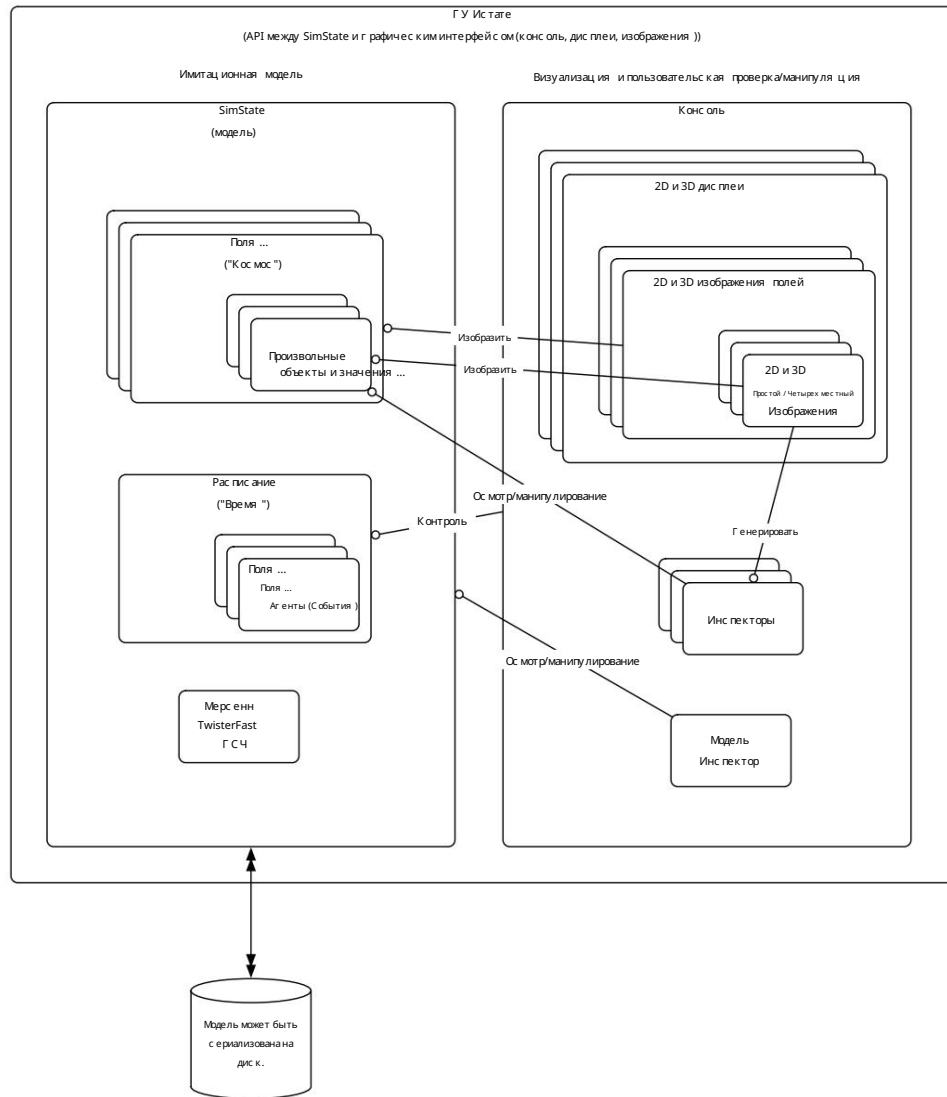 ГУИстате
(API между SimState и графическим интерфейсом (консоль, дисплеи, изображения))
Имитационная модель
Визуализация и пользовательская проверка/манипуляция
SimState
(модель)
Консоль
2D и 3D дисплеи
Поля ...
("Космос")
2D и 3D изображения полей
Изобразить
Произвольные
объекты и значения ...
Изобразить
2D и 3D
Простой / Четырехместный
Изображения
Расписание
("Время")
Осмотр/манипулирование
Контроль
Генерировать
Поля ...
Поля ...
Агенты (События)
Инспекторы
Осмотр/манипулирование
Мерсенн
TwisterFast
ГСЧ
Модель
Инспектор
Модель может быть
сериализована на
диск.